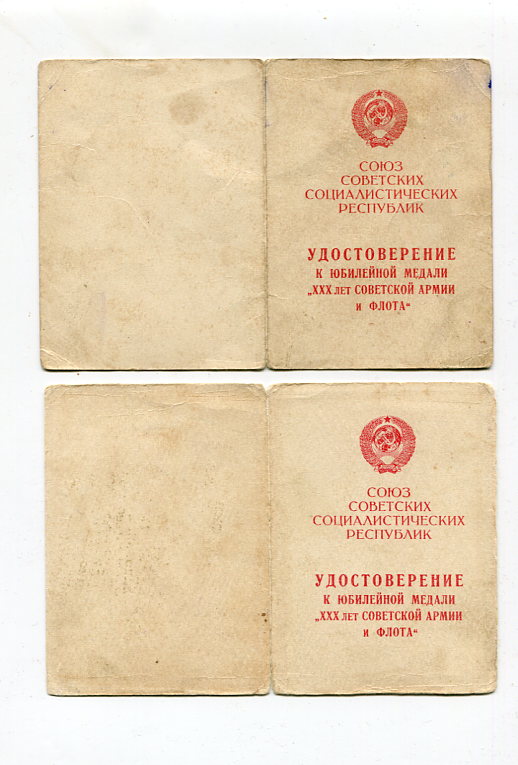 СОЮЗ
СОВЕТСКИХ
СОЦИАЛИСТИЧЕСКИХ
РЕСПУБЛИК
УДОСТОВЕРЕНИЕ
К ЮБИЛЕЙНОЙ МЕДАЛИ
„XXX ЛЕТ СОВЕТСКОЙ АРМИИ
И ФЛОТА“
СОЮЗ
СОВЕТСКИХ
СОЦИАЛИСТИЧЕСКИХ
РЕСПУБЛИК
УДОСТОВЕРЕНИЕ
К ЮБИЛЕЙНОЙ МЕДАЛИ
„XXX ЛЕТ СОВЕТСКОЙ АРМИИ
И ФЛОТА“